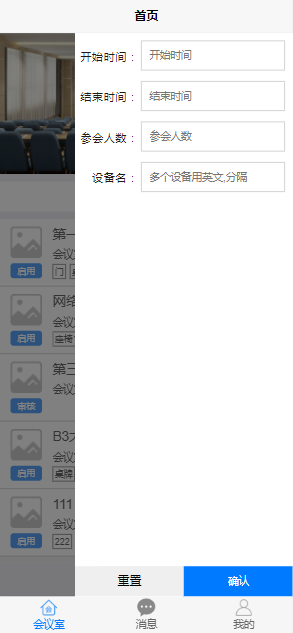 首页
开始时间： 开始时间
结束时间： 结束时间
参会人数： 参会人数
设备名： 多个设备用英文,分隔
第一
会议
启用
门
网络
会议
启用
座椅
第三
会议
审核
B3大
会议
启用
桌牌
111
会议
启用
222
重置 确认
会议室 消息 我的